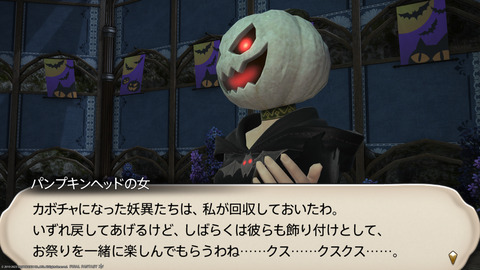 パンプキンヘッドの女
カボチャになった妖異たちは、私が回収しておいたわ。
いずれ戻してあげるけど、しばらくは彼らも飾り付けとして、
お祭りを一緒に楽しんでもらうわね……クス……クスクス……。
FINAL FANTASY XIV